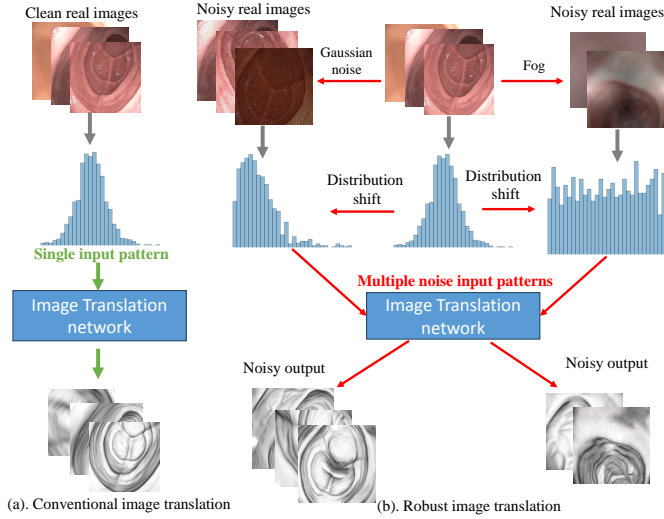 Clean real images
Noisy real images
Noisy real images
Gaussian
noise
Fog
Distribution
shift
Distribution
shift
Single input pattern
Multiple noise input patterns
Image Translation
network
Image Translation
network
Noisy output
Noisy output
(a). Conventional image translation
(b). Robust image translation